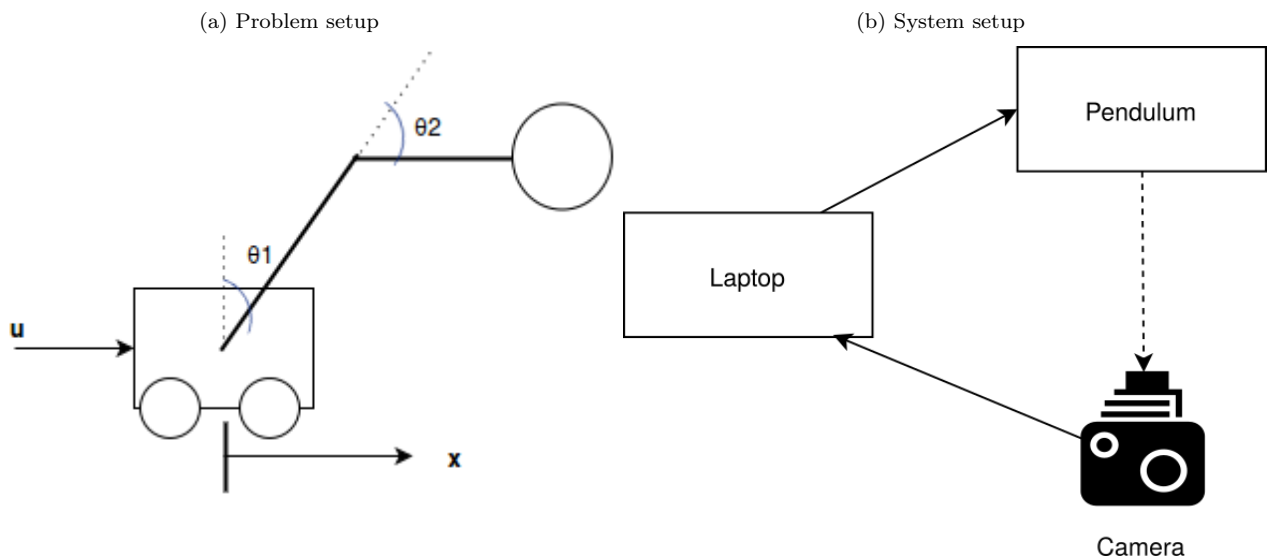 (a) Problem setup
(b) System setup
θ2
θ1
u
x
Pendulum
Laptop
Camera